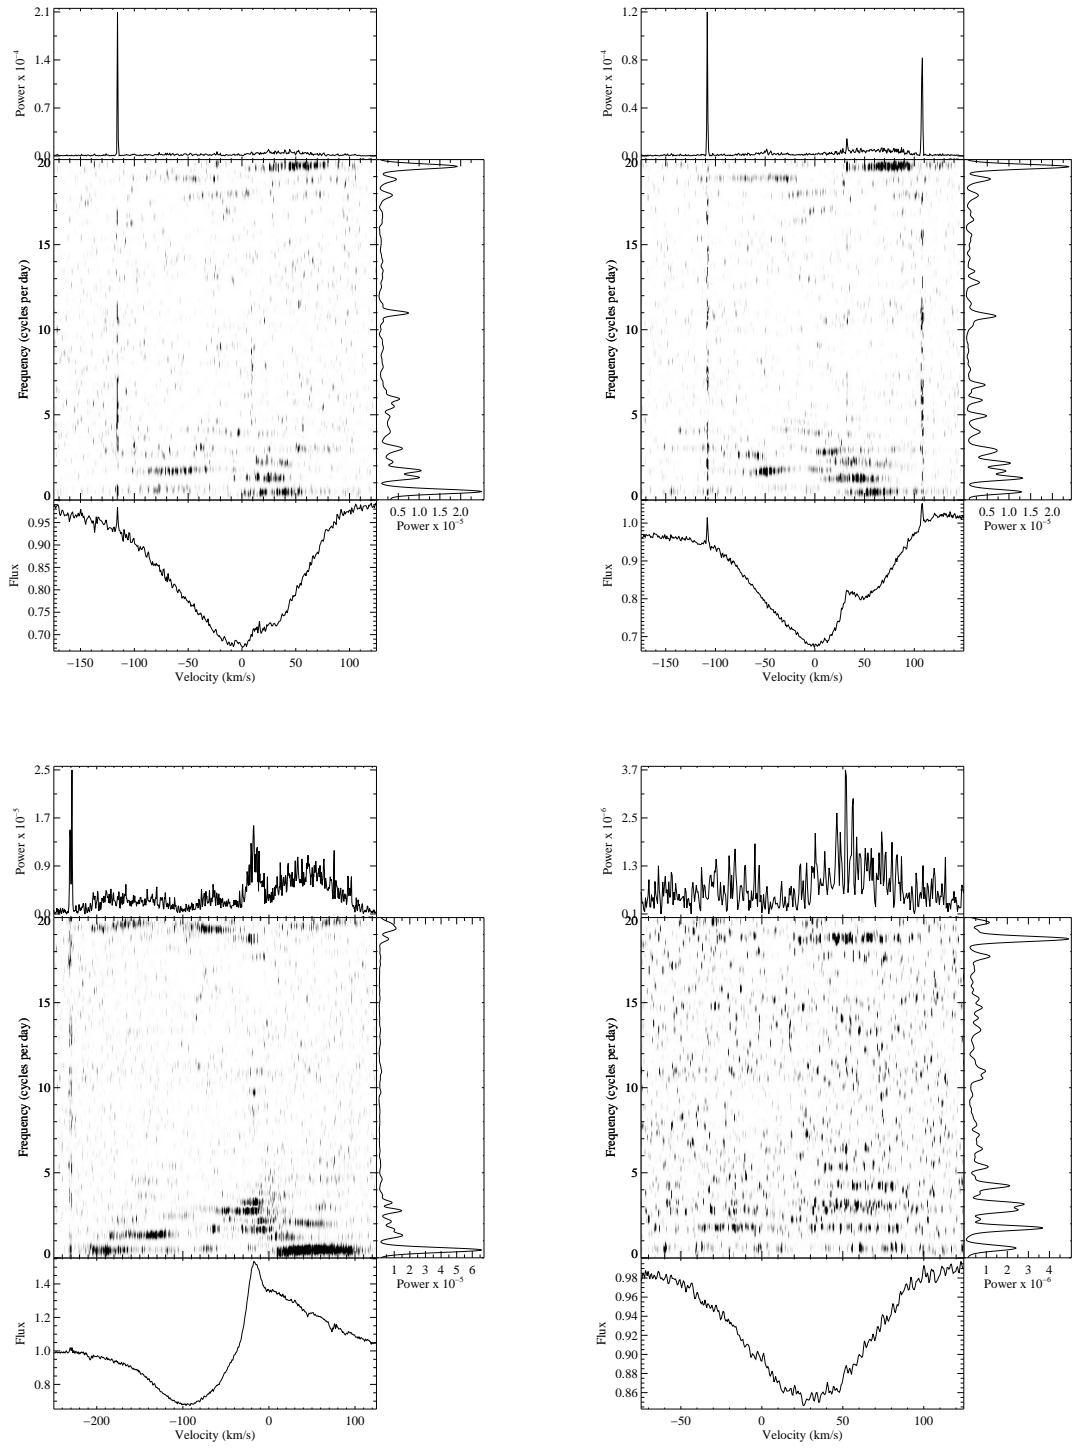 2.1
1.4
0.7
0.0
Power x 10⁻⁴
20
15
10
5
0
Frequency (cycles per day)
0.5 1.0 1.5 2.0
Power x 10⁻⁵
0.95
0.90
0.85
0.80
0.75
0.70
Flux
−150 −100 −50 0 50 100
Velocity (km/s)
1.2
0.8
0.4
0.0
Power x 10⁻⁴
20
15
10
5
0
Frequency (cycles per day)
0.5 1.0 1.5 2.0
Power x 10⁻⁵
1.0
0.9
0.8
0.7
Flux
−150 −100 −50 0 50 100
Velocity (km/s)
2.5
1.7
0.9
0.0
Power x 10⁻⁵
20
15
10
5
0
Frequency (cycles per day)
1 2 3 4 5 6
Power x 10⁻⁵
1.4
1.2
1.0
0.8
Flux
−200 −100 0 100
Velocity (km/s)
3.7
2.5
1.3
0.1
Power x 10⁻⁶
20
15
10
5
0
Frequency (cycles per day)
1 2 3 4
Power x 10⁻⁶
0.98
0.96
0.94
0.92
0.90
0.88
0.86
Flux
−50 0 50 100
Velocity (km/s)